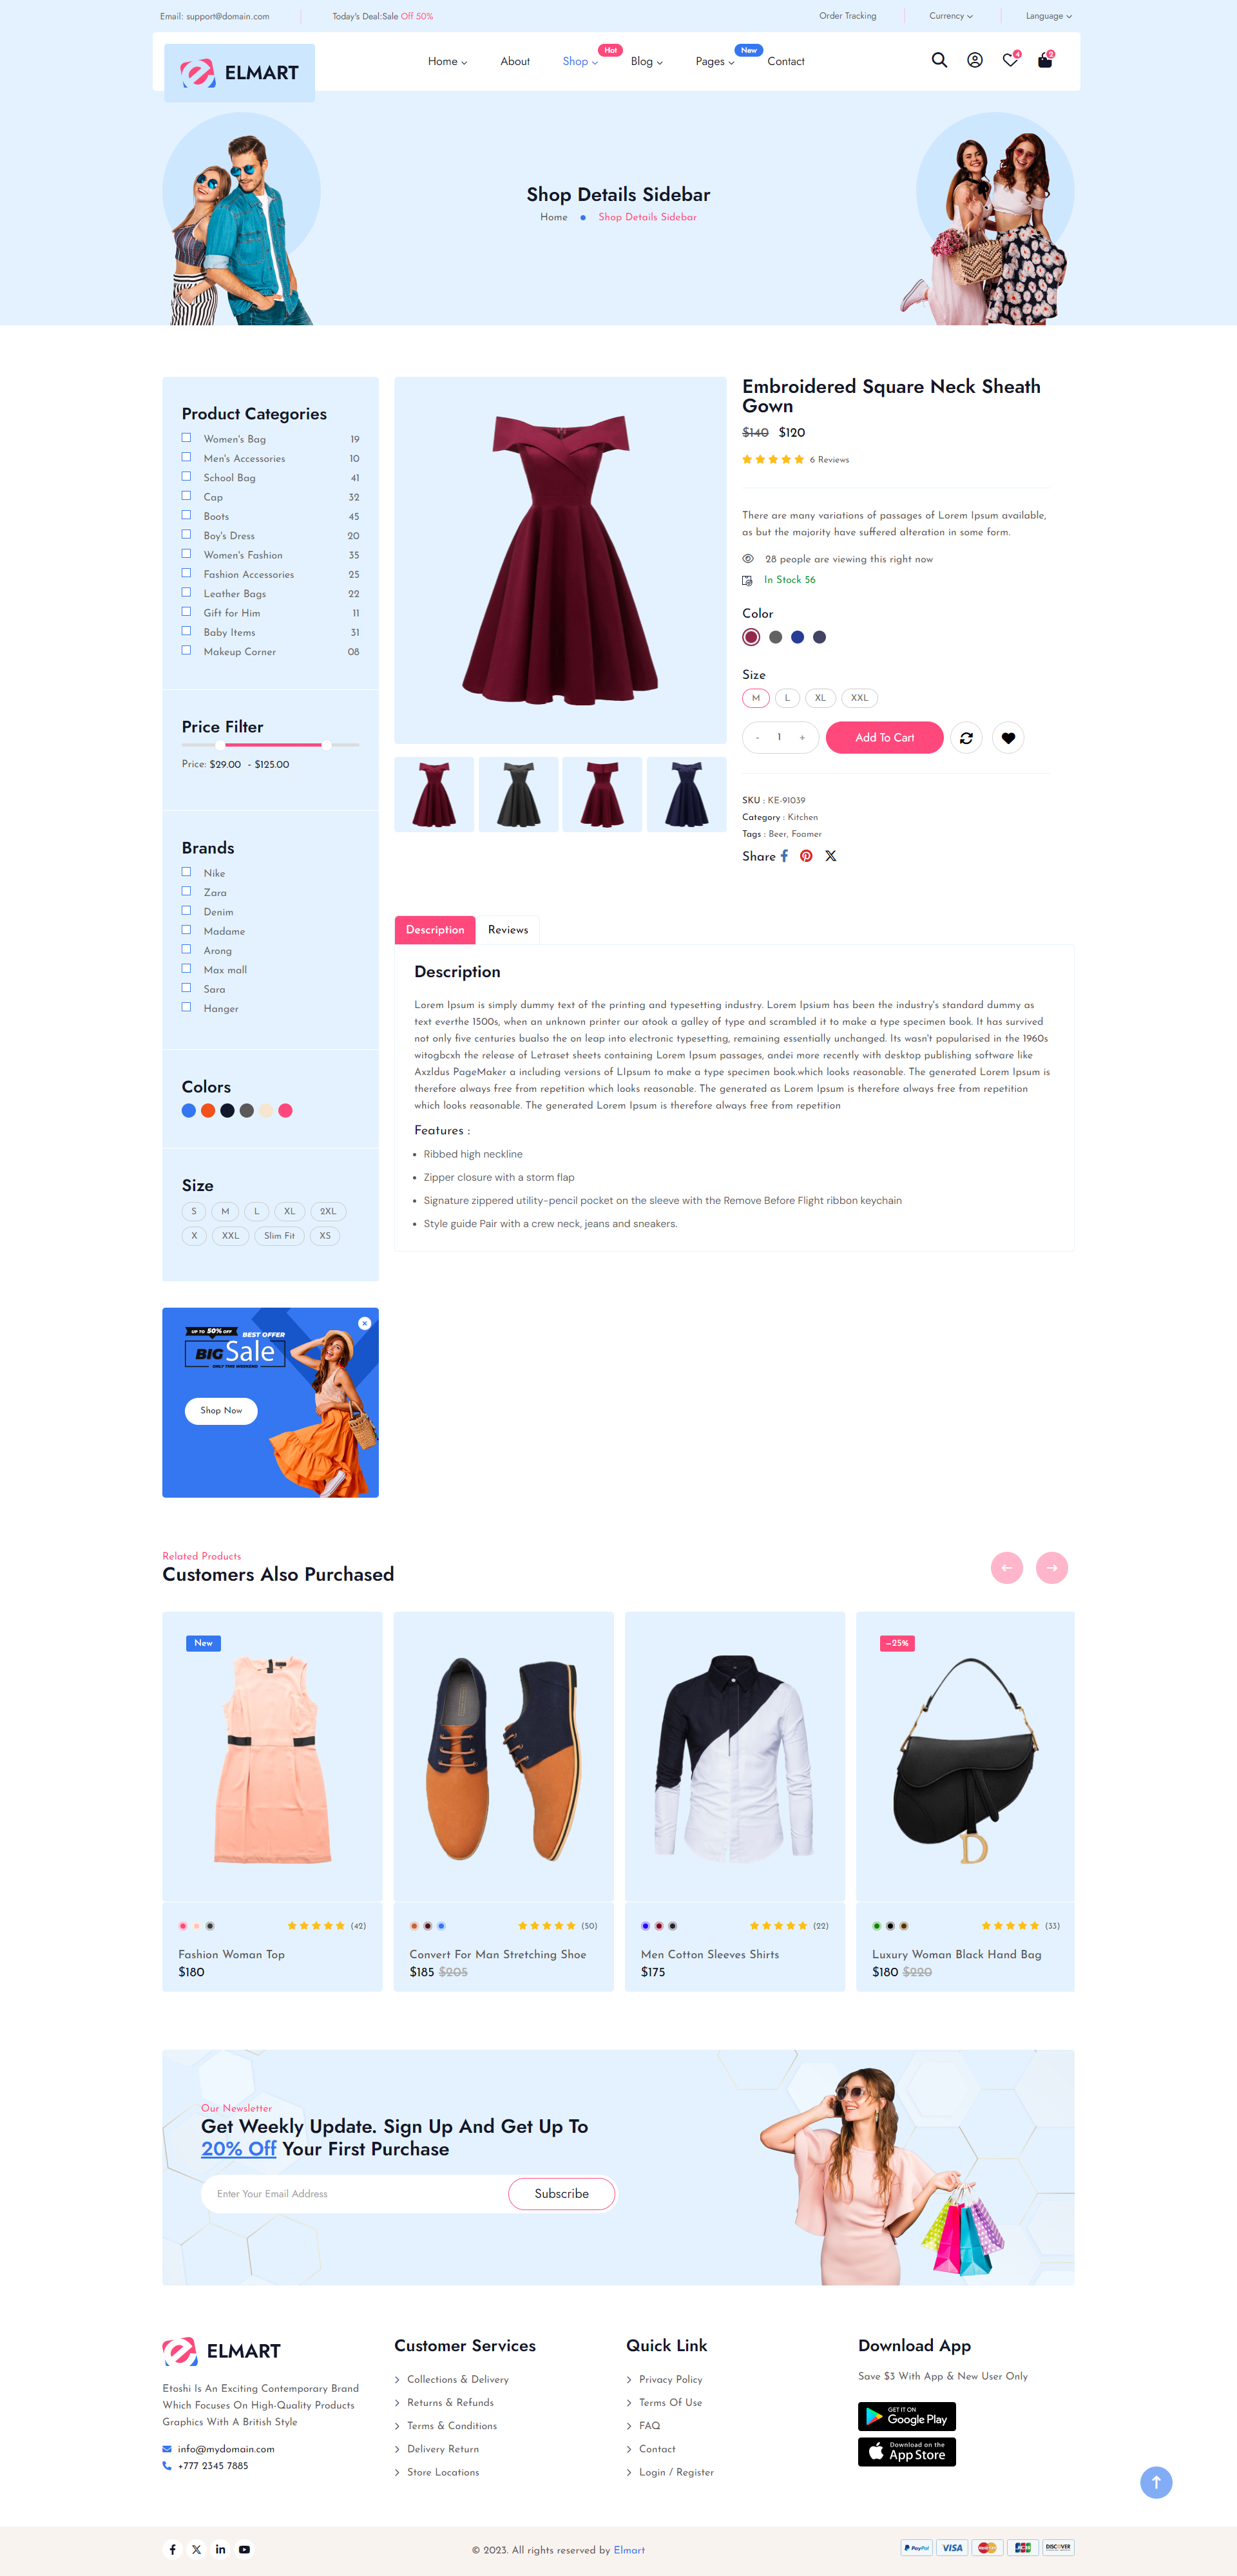 Email: support@domain.com
Today's Deal:Sale Off 50%
Order Tracking
Currency
Language
ELMART
Home
About
Shop
Hot
Blog
Pages
New
Contact
4
2
Shop Details Sidebar
Home
Shop Details Sidebar
Product Categories
Women's Bag 19
Men's Accessories 10
School Bag 41
Cap 32
Boots 45
Boy's Dress 20
Women's Fashion 35
Fashion Accessories 25
Leather Bags 22
Gift for Him 11
Baby Items 31
Makeup Corner 08
Price Filter
Price: $29.00 - $125.00
Brands
Nike
Zara
Denim
Madame
Arong
Max mall
Sara
Hanger
Colors
Size
S M L XL 2XL
X XXL Slim Fit XS
UP TO 50% OFF
BEST OFFER
BIG Sale
ONLY THIS WEEKEND
Shop Now
Embroidered Square Neck Sheath
Gown
$140 $120
6 Reviews
There are many variations of passages of Lorem Ipsum available,
as but the majority have suffered alteration in some form.
28 people are viewing this right now
In Stock 56
Color
Size
M L XL XXL
- 1 +
Add To Cart
SKU : KE-91039
Category : Kitchen
Tags : Beer, Foamer
Share
Description
Reviews
Description
Lorem Ipsum is simply dummy text of the printing and typesetting industry. Lorem Ipsium has been the industry's standard dummy as
text everthe 1500s, when an unknown printer our atook a galley of type and scrambled it to make a type specimen book. It has survived
not only five centuries bualso the on leap into electronic typesetting, remaining essentially unchanged. Its wasn't popularised in the 1960s
witogbcxh the release of Letraset sheets containing Lorem Ipsum passages, andei more recently with desktop publishing software like
Axzldus PageMaker a including versions of LIpsum to make a type specimen book.which looks reasonable. The generated Lorem Ipsum is
therefore always free from repetition which looks reasonable. The generated as Lorem Ipsum is therefore always free from repetition
which looks reasonable. The generated Lorem Ipsum is therefore always free from repetition
Features :
• Ribbed high neckline
• Zipper closure with a storm flap
• Signature zippered utility-pencil pocket on the sleeve with the Remove Before Flight ribbon keychain
• Style guide Pair with a crew neck, jeans and sneakers.
Related Products
Customers Also Purchased
New
(42)
Fashion Woman Top
$180
(50)
Convert For Man Stretching Shoe
$185 $205
(22)
Men Cotton Sleeves Shirts
$175
-25%
D
(33)
Luxury Woman Black Hand Bag
$180 $220
Our Newsletter
Get Weekly Update. Sign Up And Get Up To
20% Off Your First Purchase
Enter Your Email Address
Subscribe
ELMART
Etoshi Is An Exciting Contemporary Brand
Which Focuses On High-Quality Products
Graphics With A British Style
info@mydomain.com
+777 2345 7885
Customer Services
Collections & Delivery
Returns & Refunds
Terms & Conditions
Delivery Return
Store Locations
Quick Link
Privacy Policy
Terms Of Use
FAQ
Contact
Login / Register
Download App
Save $3 With App & New User Only
GET IT ON
Google Play
Download on the
App Store
© 2023. All rights reserved by Elmart
PayPal
VISA
MasterCard
JCB
DISCOVER